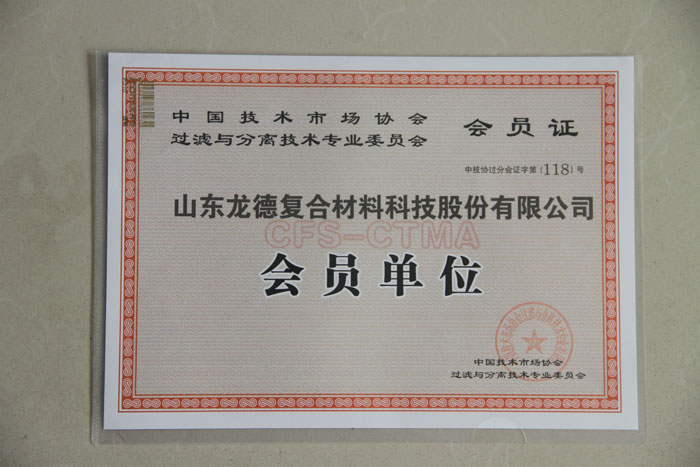 中国技术市场协会
过滤与分离技术专业委员会
会员证
中技协过分会证字第（118）号
山东龙德复合材料科技股份有限公司
CFS-CTMA
会员单位
中国技术市场协会
过滤与分离技术专业委员会